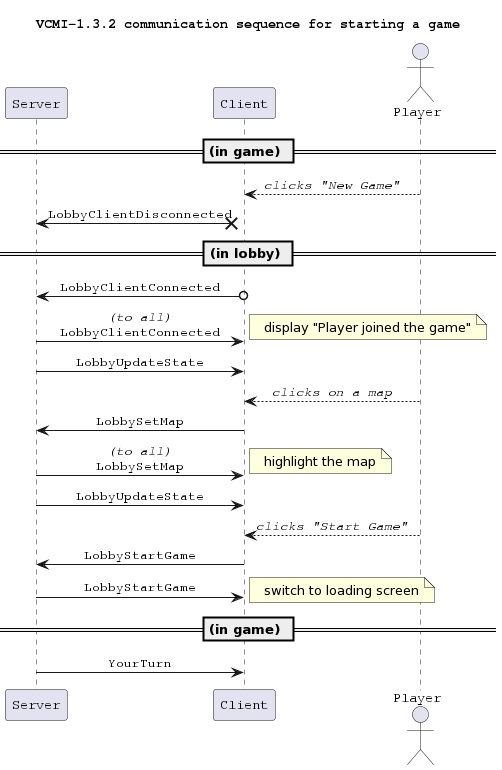 VCMI-1.3.2 communication sequence for starting a game
Server
Client
Player
(in game)
clicks "New Game"
LobbyClientDisconnected
(in lobby)
LobbyClientConnected
(to all)
LobbyClientConnected
display "Player joined the game"
LobbyUpdateState
clicks on a map
LobbySetMap
(to all)
LobbySetMap
highlight the map
LobbyUpdateState
clicks "Start Game"
LobbyStartGame
LobbyStartGame
switch to loading screen
(in game)
YourTurn
Server
Client
Player